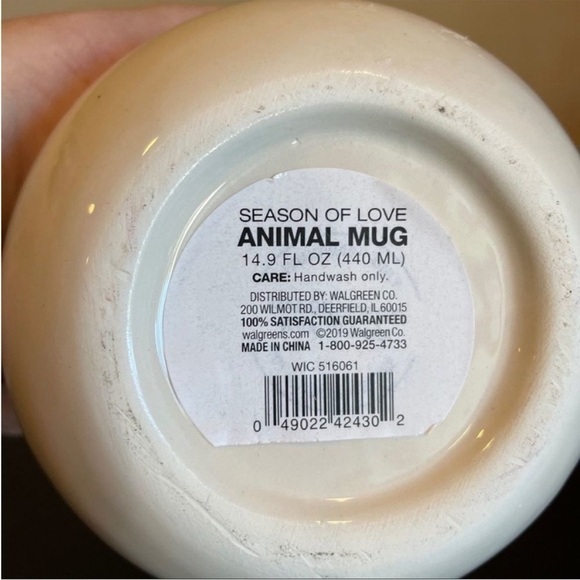 SEASON OF LOVE
ANIMAL MUG
14.9 FL OZ (440 ML)
CARE: Handwash only.
DISTRIBUTED BY: WALGREEN CO.
200 WILMOT RD., DEERFIELD, IL 60015
100% SATISFACTION GUARANTEED
walgreens.com ©2019 Walgreen Co.
MADE IN CHINA 1-800-925-4733
WIC 516061
0 49022 42430 2